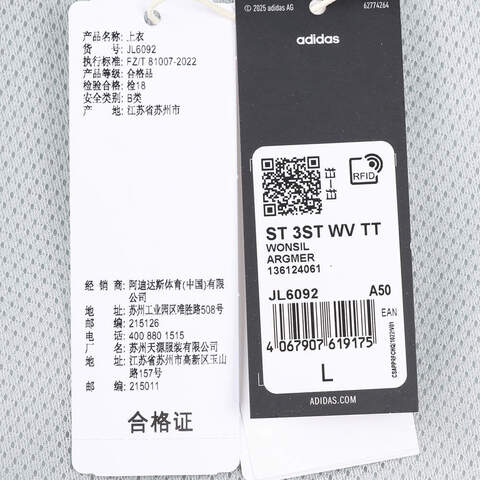 产品名称: 上衣
货 号: JL6092
执行标准: FZ/T 81007-2022
产品等级: 合格品
检验合格: 检18
安全类别: B类
产 地: 江苏省苏州市
经 销 商: 阿迪达斯体育(中国)有限
公司
地 址: 苏州工业园区唯胜路508号
邮 编: 215126
电 话: 400 880 1515
厂 名: 苏州天源服装有限公司
地 址: 江苏省苏州市高新区玉山
路157号
邮 编: 215011
合格证
© 2025 adidas AG
62774264
adidas
RFID
ST 3ST WV TT
WONSIL
ARGMER
136124061
JL6092
A50
EAN
4 067907 619175
L
ADIDAS.COM